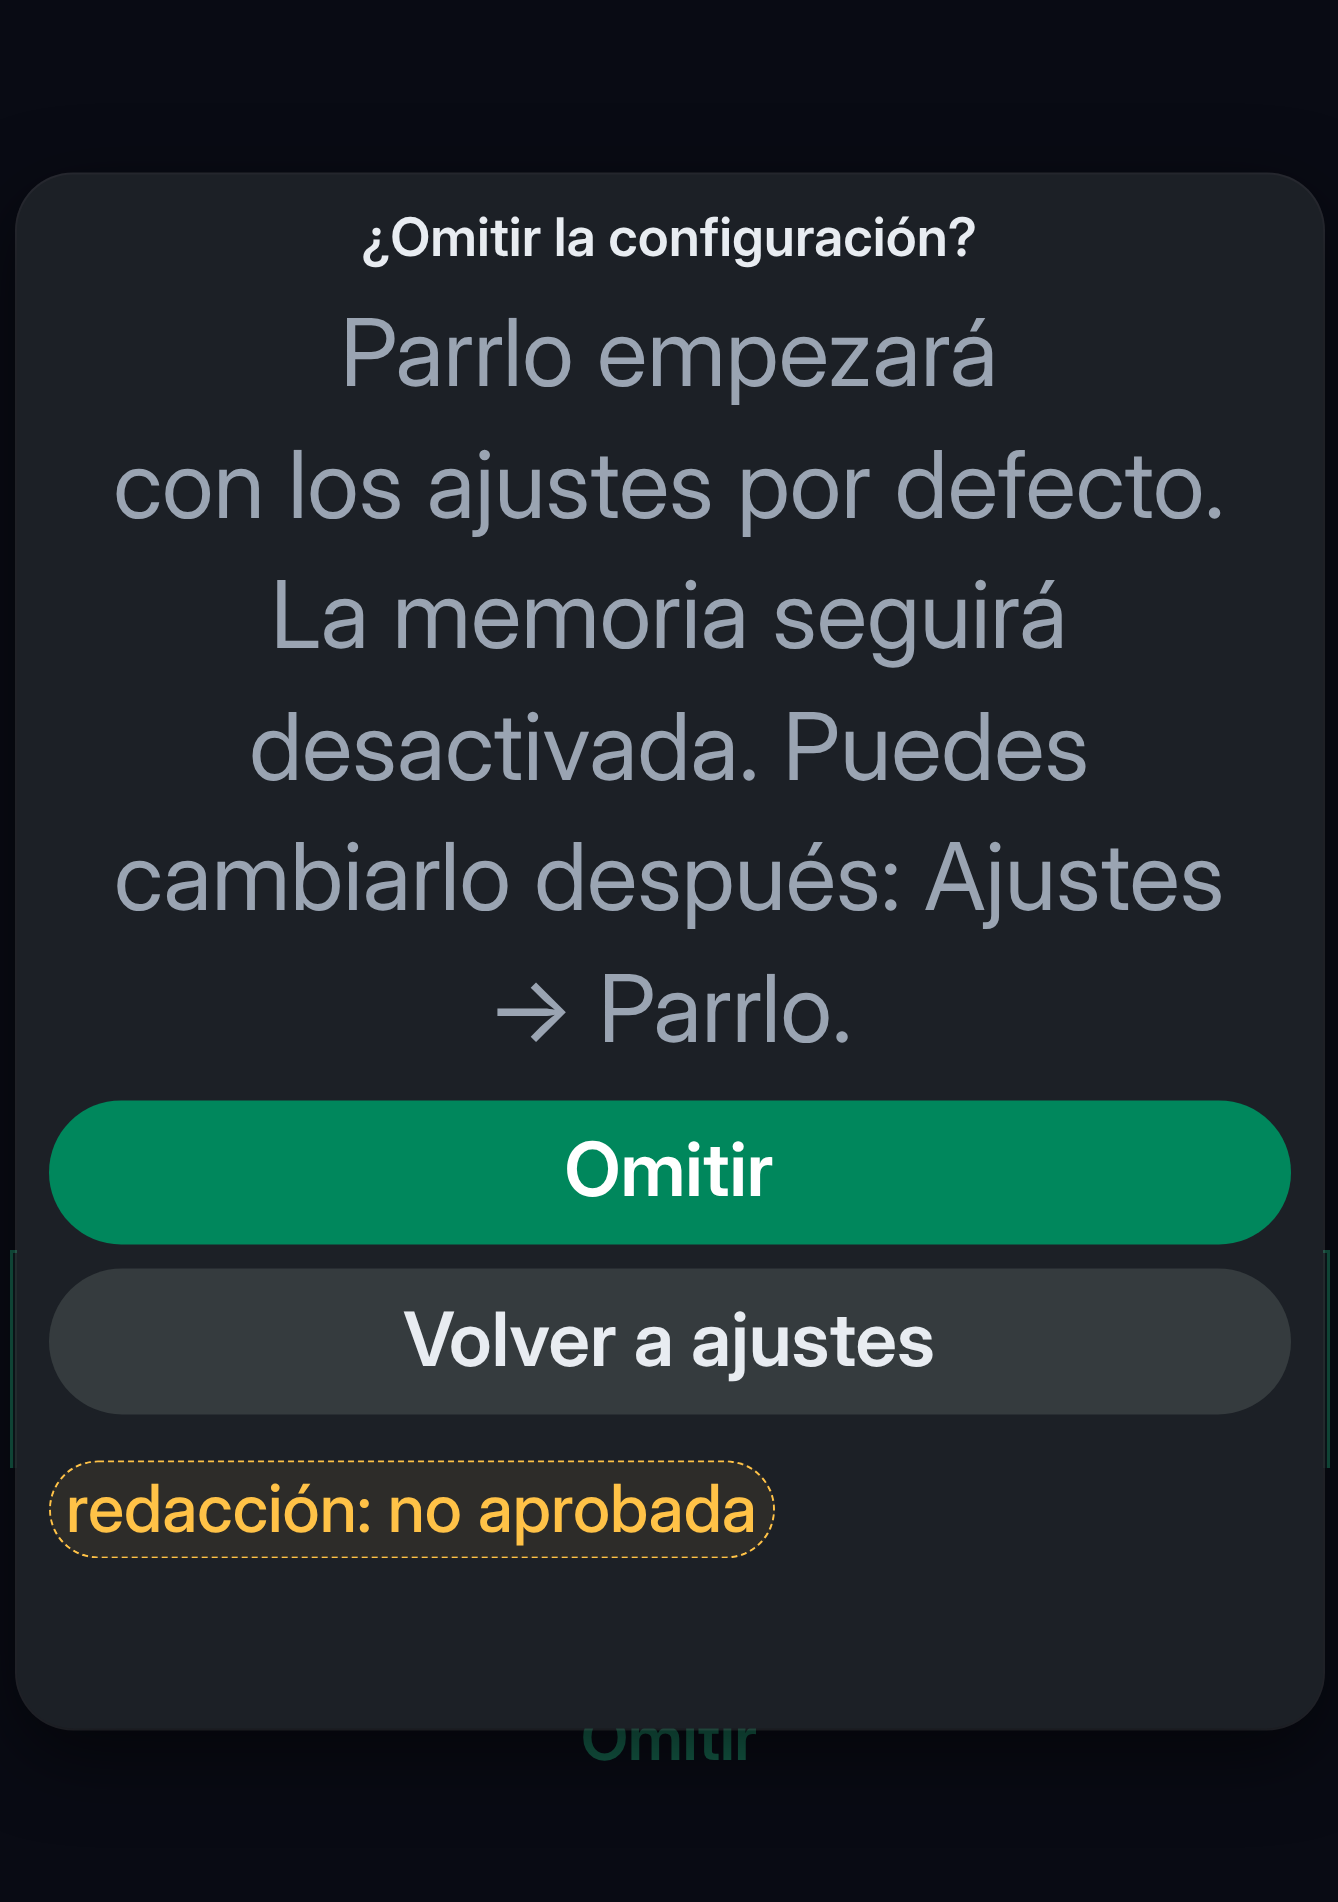 ¿Omitir la configuración?
Parrlo empezará
con los ajustes por defecto.
La memoria seguirá
desactivada. Puedes
cambiarlo después: Ajustes
→ Parrlo.
Omitir
Volver a ajustes
redacción: no aprobada
Omitir